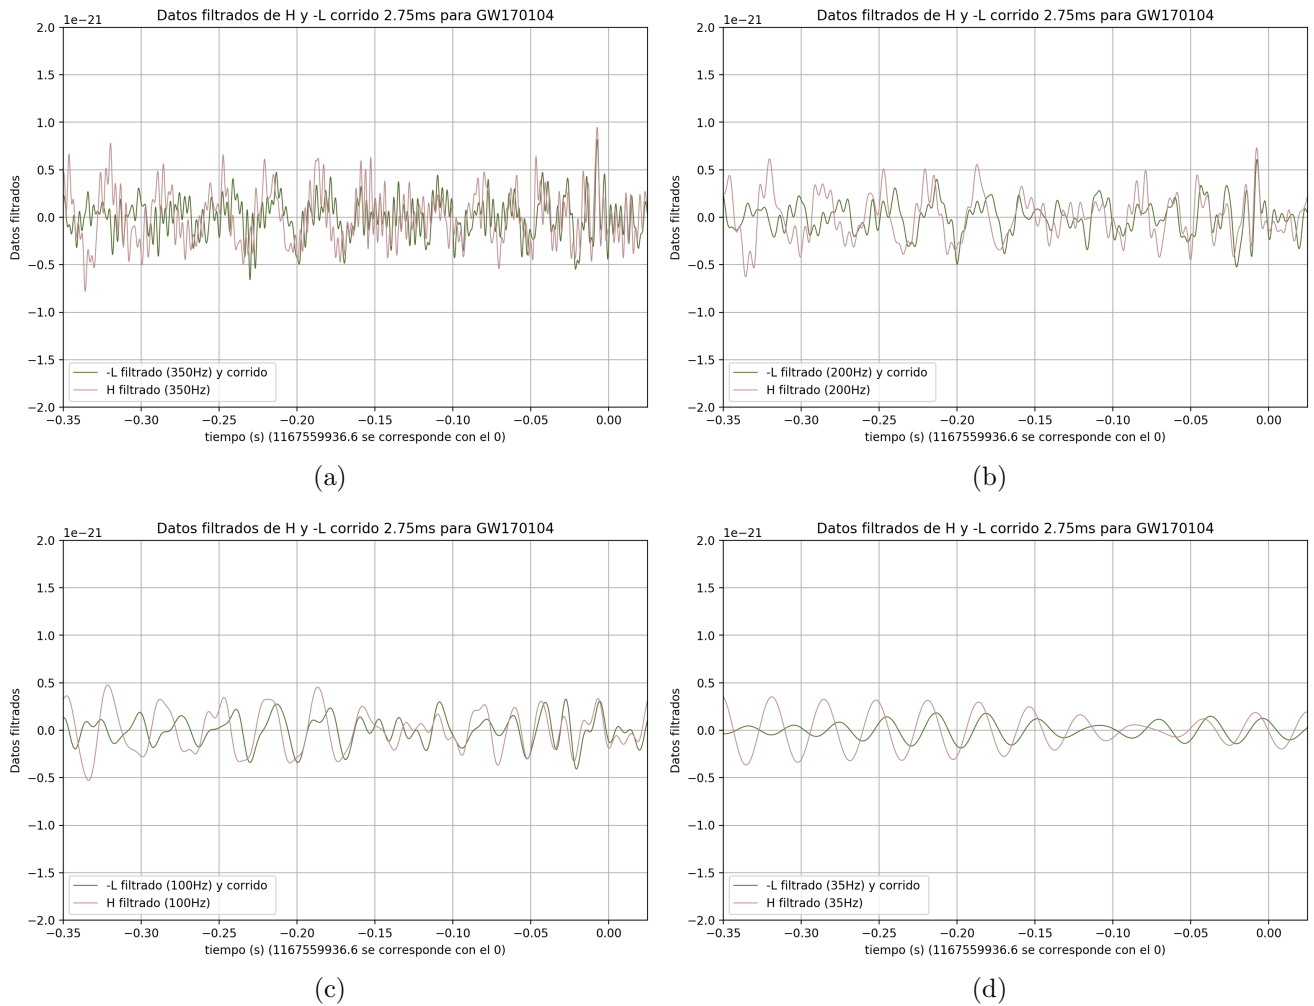 Datos filtrados de H y -L corrido 2.75ms para GW170104
1e−21
2.0
1.5
1.0
0.5
0.0
−0.5
−1.0
−1.5
−2.0
Datos filtrados
-L filtrado (350Hz) y corrido
H filtrado (350Hz)
−0.35 −0.30 −0.25 −0.20 −0.15 −0.10 −0.05 0.00
tiempo (s) (1167559936.6 se corresponde con el 0)
(a)
Datos filtrados de H y -L corrido 2.75ms para GW170104
1e−21
2.0
1.5
1.0
0.5
0.0
−0.5
−1.0
−1.5
−2.0
Datos filtrados
-L filtrado (200Hz) y corrido
H filtrado (200Hz)
−0.35 −0.30 −0.25 −0.20 −0.15 −0.10 −0.05 0.00
tiempo (s) (1167559936.6 se corresponde con el 0)
(b)
Datos filtrados de H y -L corrido 2.75ms para GW170104
1e−21
2.0
1.5
1.0
0.5
0.0
−0.5
−1.0
−1.5
−2.0
Datos filtrados
-L filtrado (100Hz) y corrido
H filtrado (100Hz)
−0.35 −0.30 −0.25 −0.20 −0.15 −0.10 −0.05 0.00
tiempo (s) (1167559936.6 se corresponde con el 0)
(c)
Datos filtrados de H y -L corrido 2.75ms para GW170104
1e−21
2.0
1.5
1.0
0.5
0.0
−0.5
−1.0
−1.5
−2.0
Datos filtrados
-L filtrado (35Hz) y corrido
H filtrado (35Hz)
−0.35 −0.30 −0.25 −0.20 −0.15 −0.10 −0.05 0.00
tiempo (s) (1167559936.6 se corresponde con el 0)
(d)